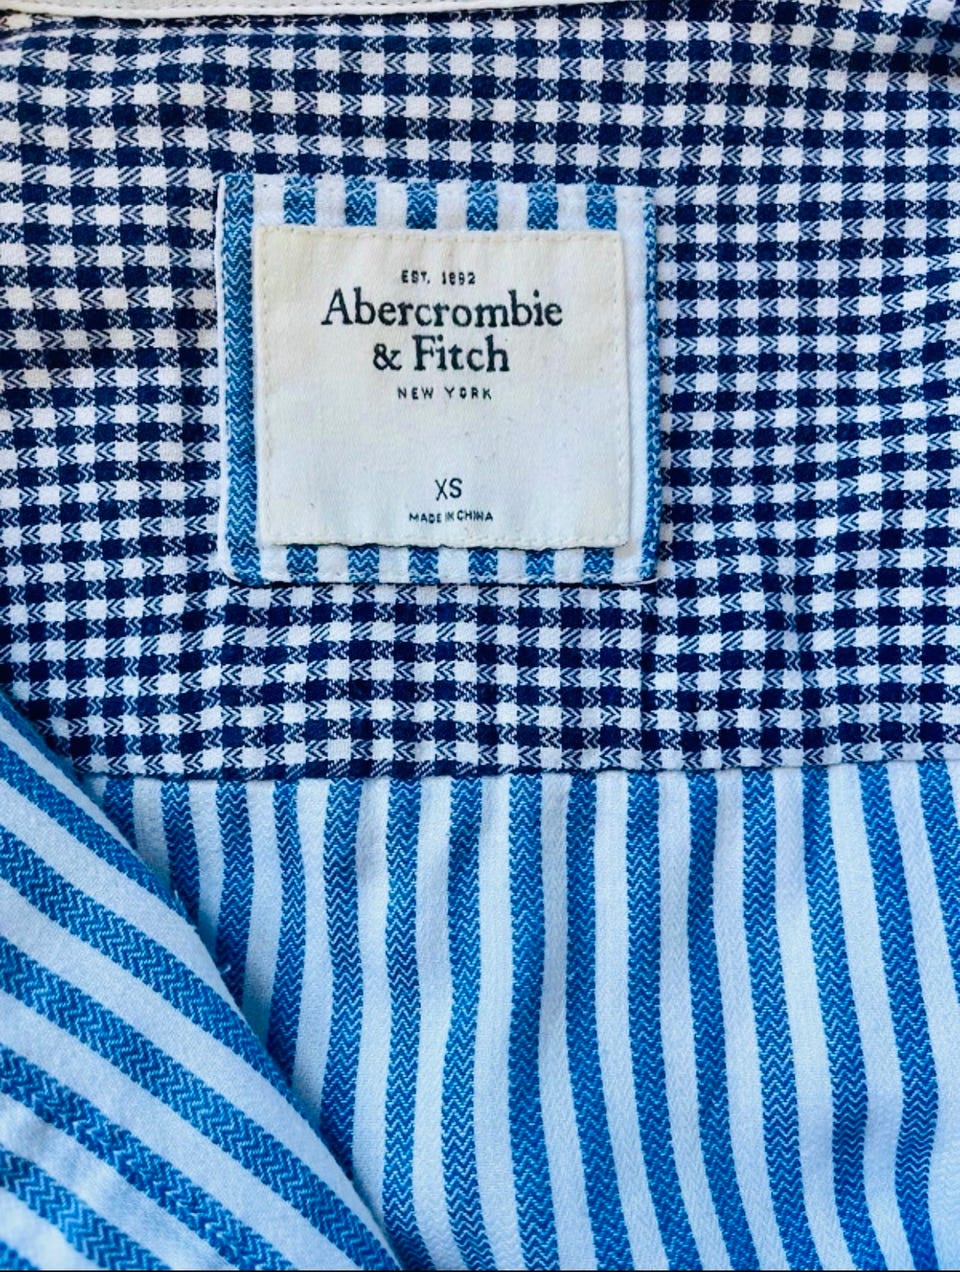 EST. 1892
Abercrombie
& Fitch
NEW YORK
XS
MADE IN CHINA